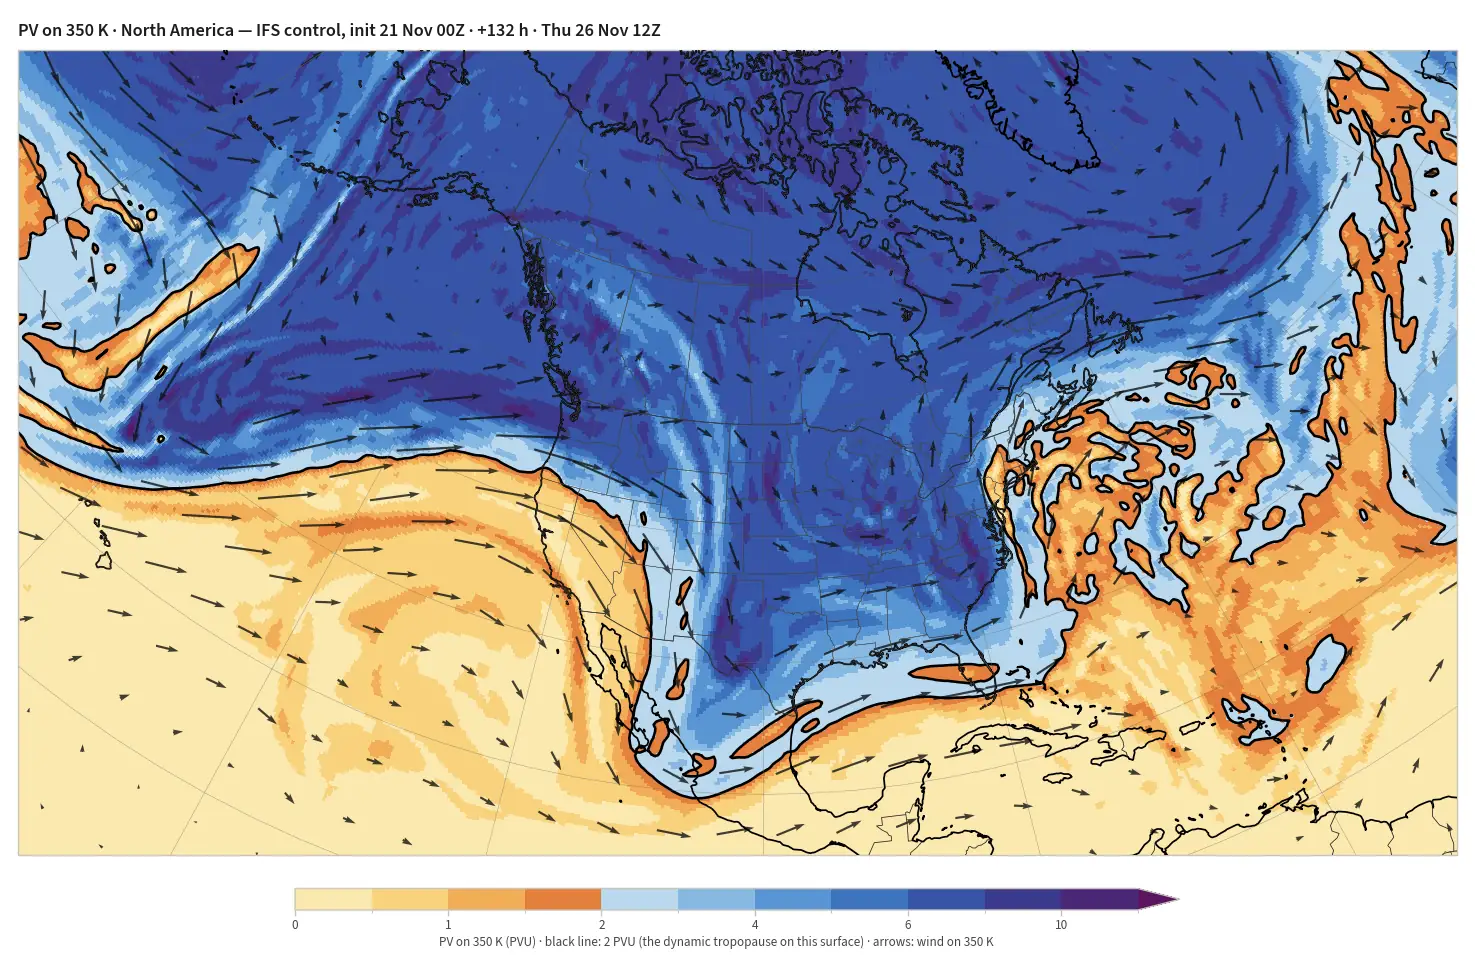 PV on 350 K · North America — IFS control, init 21 Nov 00Z · +132 h · Thu 26 Nov 12Z
0 1 2 4 6 10
PV on 350 K (PVU) · black line: 2 PVU (the dynamic tropopause on this surface) · arrows: wind on 350 K